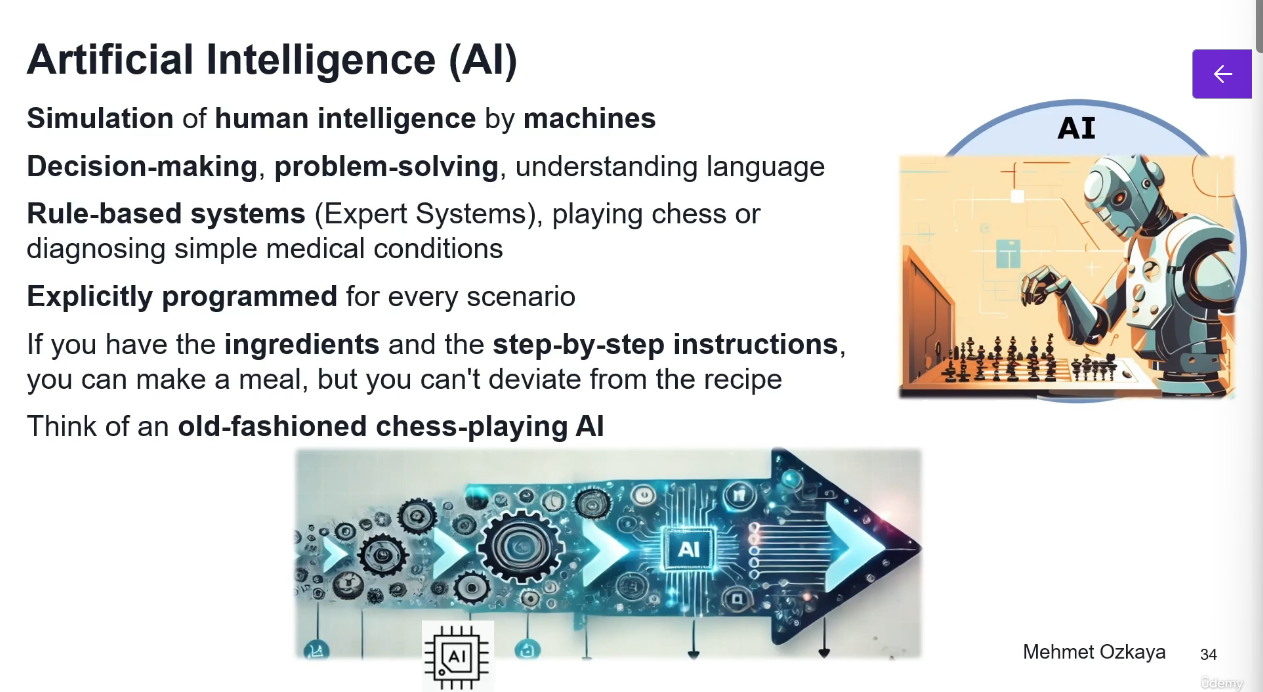 Artificial Intelligence (AI)
Simulation of human intelligence by machines
AI
Decision-making, problem-solving, understanding language
Rule-based systems (Expert Systems), playing chess or
diagnosing simple medical conditions
Explicitly programmed for every scenario
If you have the ingredients and the step-by-step instructions,
you can make a meal, but you can't deviate from the recipe
Think of an old-fashioned chess-playing AI
AI
AI
Mehmet Ozkaya
34
ûdemy